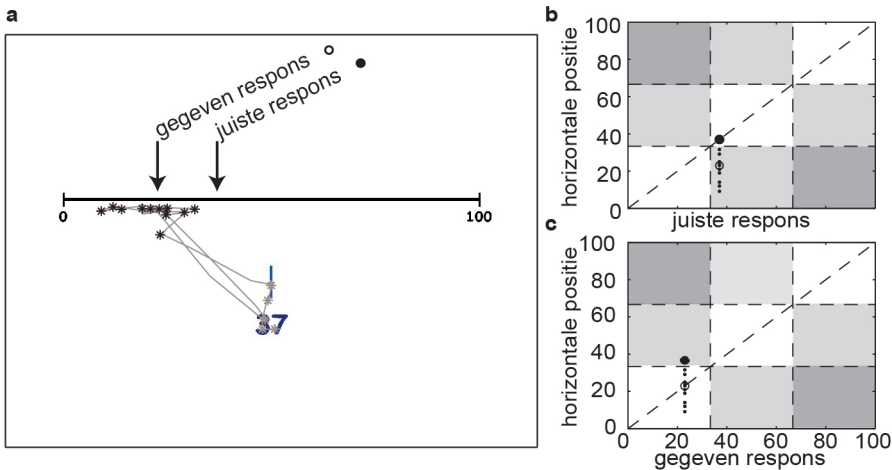 a
gegeven respons
juiste respons
0
100
37
b
horizontale positie
100
80
60
40
20
0
juiste respons
c
horizontale positie
100
80
60
40
20
0
0 20 40 60 80 100
gegeven respons